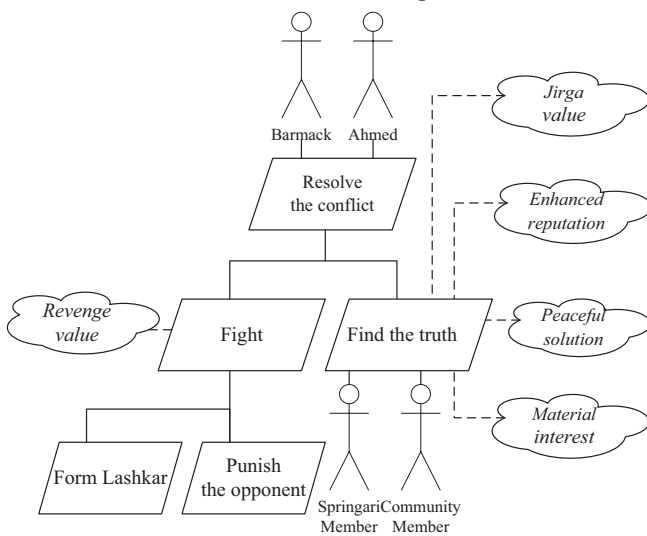 Barmack
Ahmed
Jirga
value
Resolve
the conflict
Enhanced
reputation
Revenge
value
Fight
Find the truth
Peaceful
solution
Material
interest
Form Lashkar
Punish
the opponent
Springari
Member
Community
Member